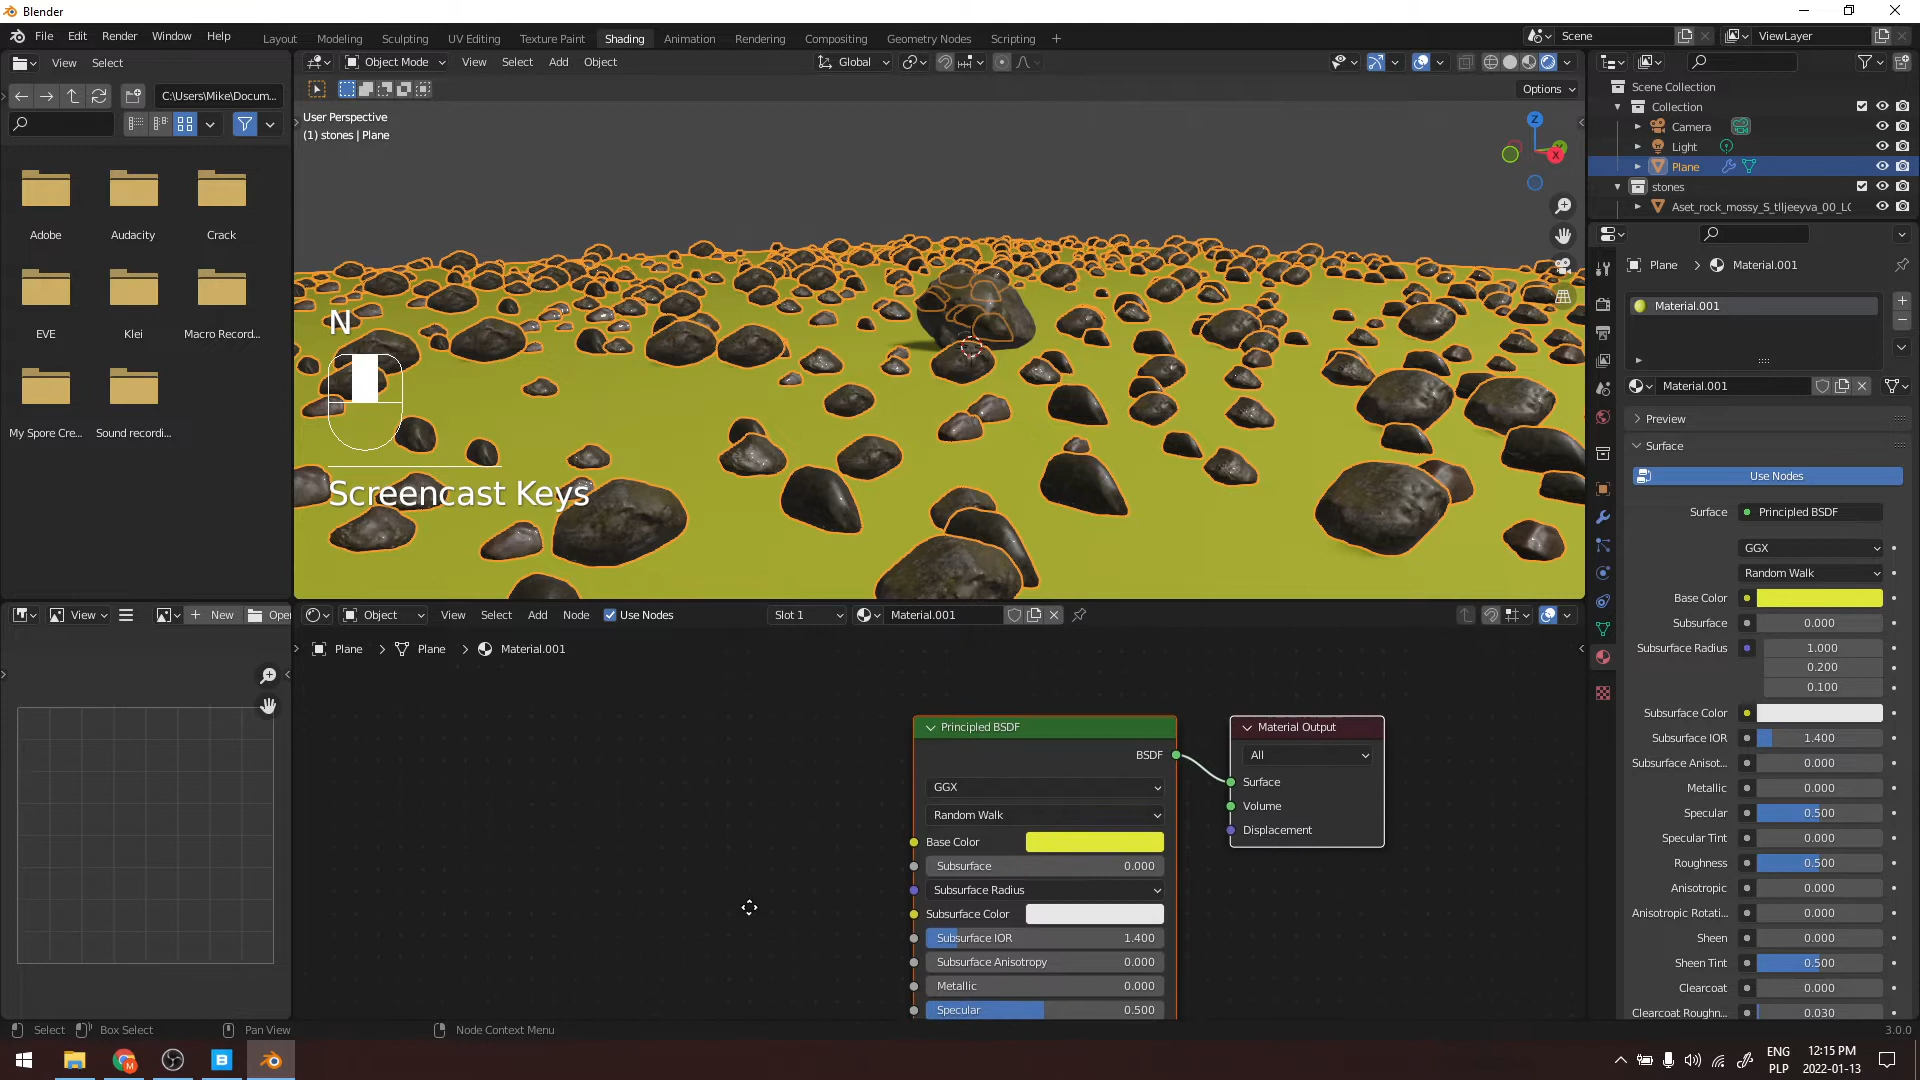 Blender
File Edit Render Window Help
Layout Modeling Sculpting UV Editing Texture Paint Shading Animation Rendering Compositing Geometry Nodes Scripting +
Scene
ViewLayer
View Select
Object Mode View Select Add Object
Global
C:\Users\Mike\Docum...
Options
User Perspective
(1) stones | Plane
Z
X
Adobe
Audacity
Crack
EVE
Klei
Macro Record...
My Spore Cre...
Sound recordi...
N
Screencast Keys
Scene Collection
Collection
Camera
Light
Plane
stones
Aset_rock_mossy_S_tlljeeyva_00_LO
Plane > Material.001
Material.001
Material.001
Preview
Surface
Use Nodes
Surface Principled BSDF
GGX
Random Walk
Base Color
Subsurface 0.000
Subsurface Radius 1.000
0.200
0.100
Subsurface Color
Subsurface IOR 1.400
Subsurface Anisot... 0.000
Metallic 0.000
Specular 0.500
Specular Tint 0.000
Roughness 0.500
Anisotropic 0.000
Anisotropic Rotati... 0.000
Sheen 0.000
Sheen Tint 0.500
Clearcoat 0.000
Clearcoat Roughn... 0.030
View + New Ope
Object View Select Add Node Use Nodes Slot 1 Material.001
Plane > Plane > Material.001
Principled BSDF
BSDF
GGX
Random Walk
Base Color
Subsurface 0.000
Subsurface Radius
Subsurface Color
Subsurface IOR 1.400
Subsurface Anisotropy 0.000
Metallic 0.000
Specular 0.500
Material Output
All
Surface
Volume
Displacement
Select Box Select Pan View Node Context Menu 3.0.0
ENG
PLP
12:15 PM
2022-01-13